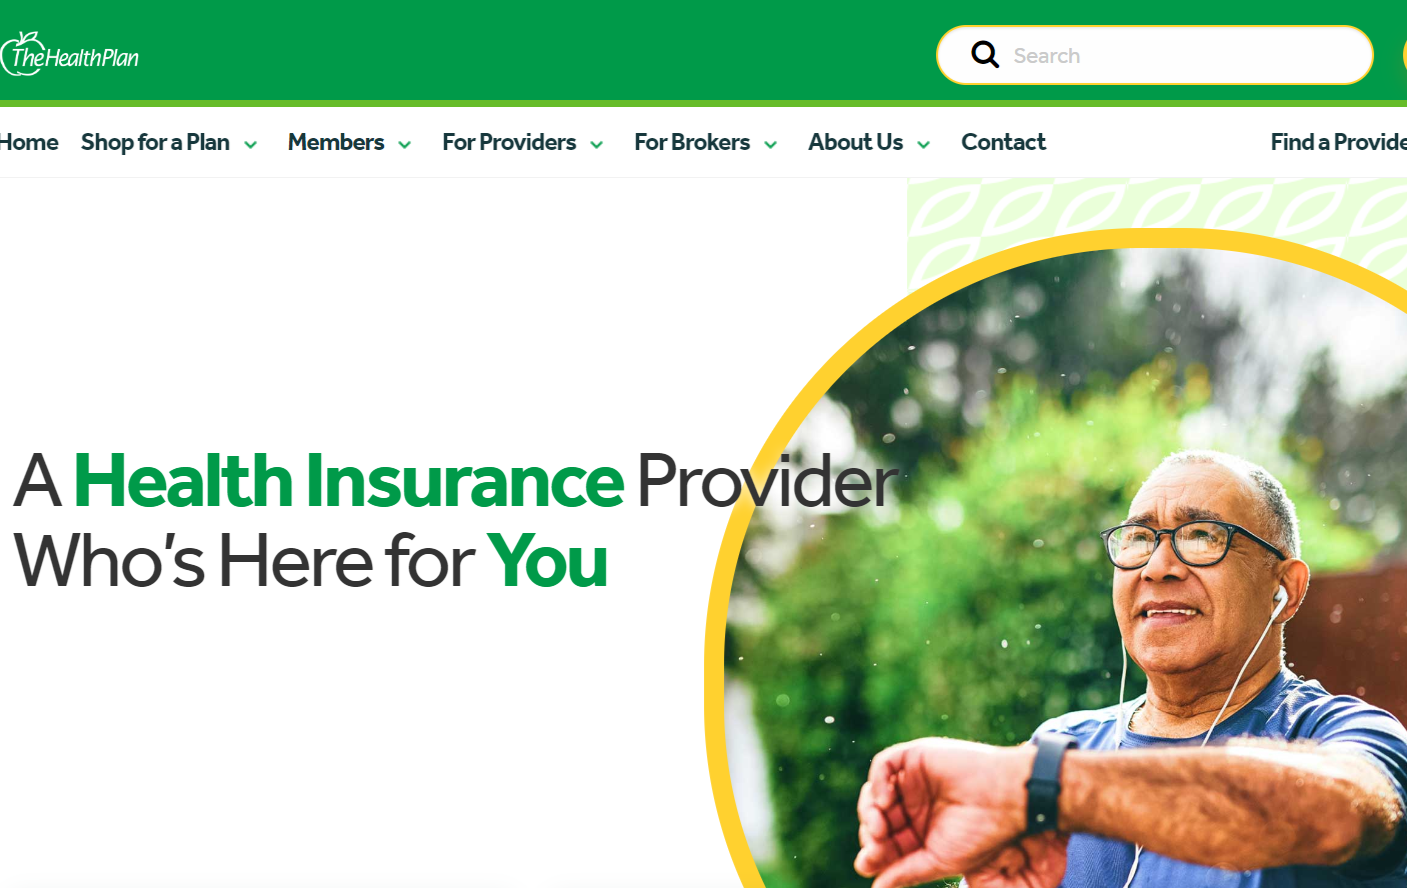 TheHealthPlan
Search
Home Shop for a Plan Members For Providers For Brokers About Us Contact Find a Provide
A Health Insurance Provider
Who's Here for You